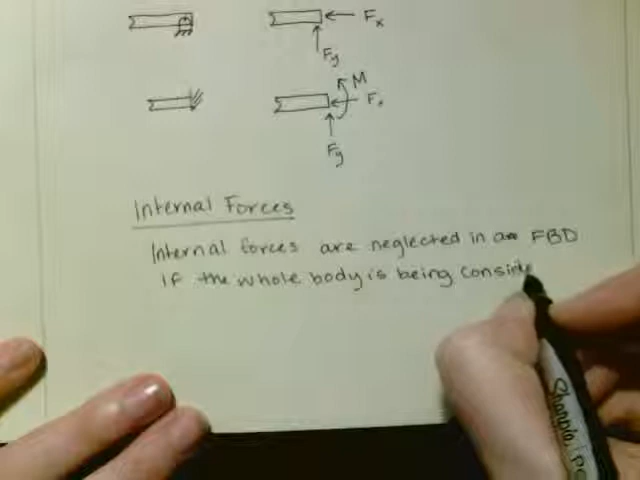 Fx
Fy
M
Fx
Fy
Internal Forces
Internal forces are neglected in an FBD
if the whole body is being consid
Sharpie